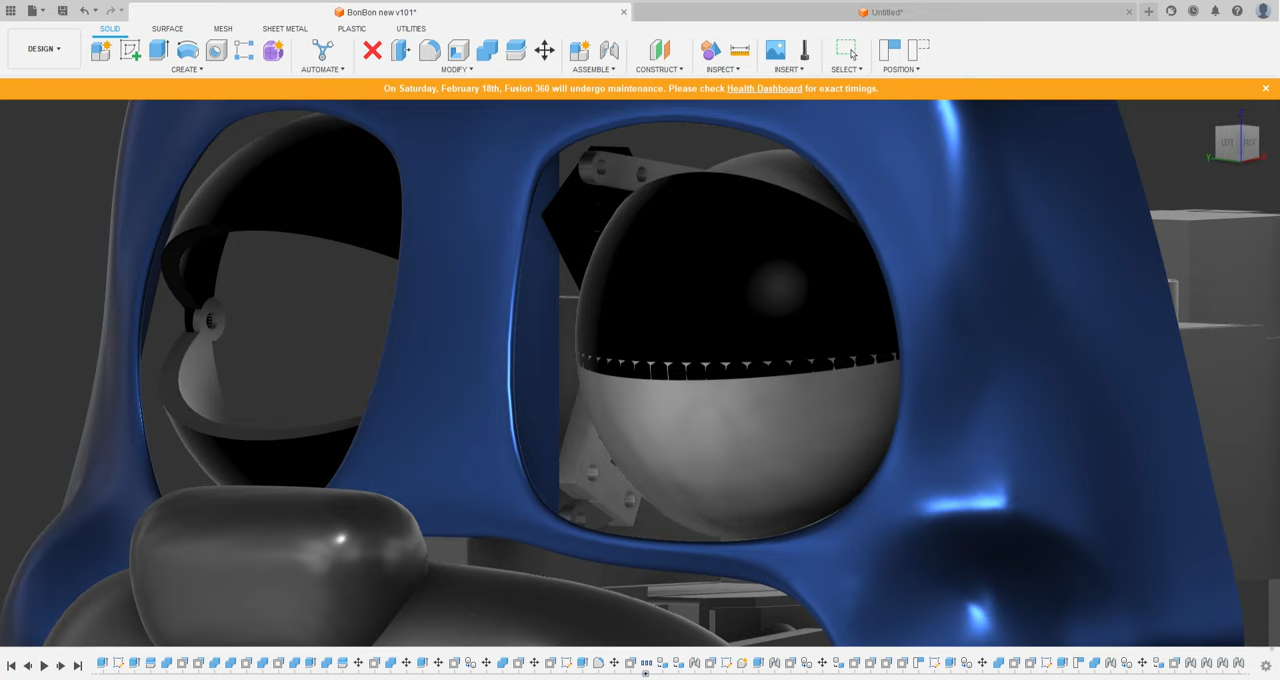 BonBon new v101*
Untitled*
SOLID
SURFACE
MESH
SHEET METAL
PLASTIC
UTILITIES
DESIGN
CREATE
AUTOMATE
MODIFY
ASSEMBLE
CONSTRUCT
INSPECT
INSERT
SELECT
POSITION
On Saturday, February 18th, Fusion 360 will undergo maintenance. Please check Health Dashboard for exact timings.
Z
LEFT
Y